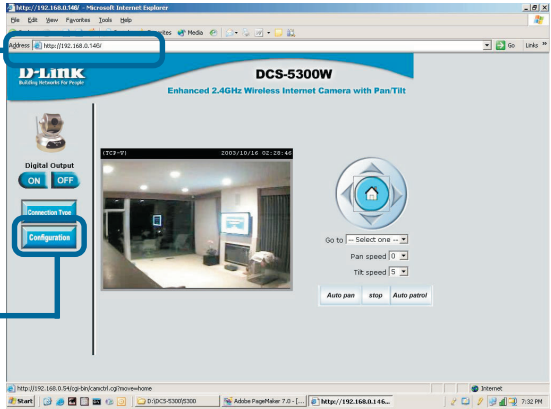 http://192.168.0.146/ - Microsoft Internet Explorer
File Edit View Favorites Tools Help
Media
Address http://192.168.0.146/
Go Links »
D-Link
Building Networks for People
DCS-5300W
Enhanced 2.4GHz Wireless Internet Camera with Pan/Tilt
Digital Output
ON OFF
Connection Type
Configuration
(TCP-V) 2003/10/16 02:28:46
Go to -- Select one --
Pan speed 0
Tilt speed 5
Auto pan stop Auto patrol
http://192.168.0.54/cgi-bin/camctrl.cgi?move=home
Internet
Start
D:\DCS-5300\5300
Adobe PageMaker 7.0 - [...
http://192.168.0.146...
7:32 PM